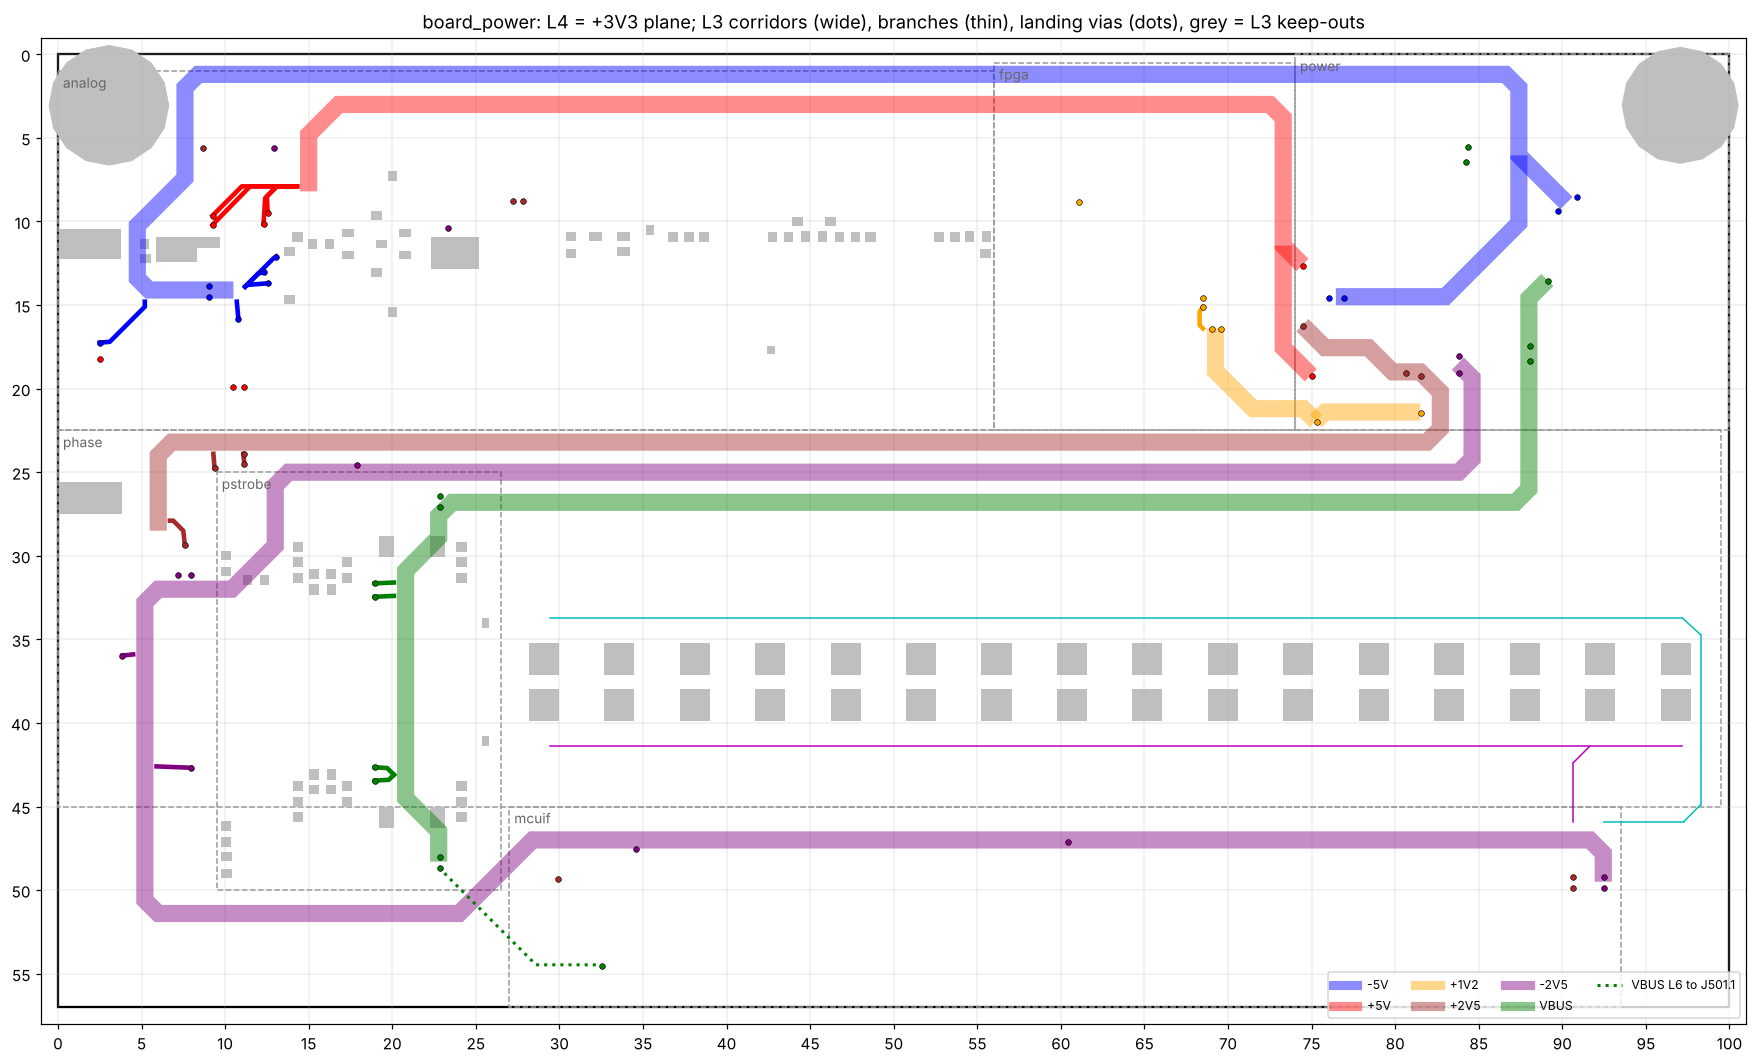 board_power: L4 = +3V3 plane; L3 corridors (wide), branches (thin), landing vias (dots), grey = L3 keep-outs
0
5
10
15
20
25
30
35
40
45
50
55
analog
fpga
power
phase
pstrobe
mcuif
-5V
+1V2
-2V5
VBUS L6 to J501.1
+5V
+2V5
VBUS
0 5 10 15 20 25 30 35 40 45 50 55 60 65 70 75 80 85 90 95 100